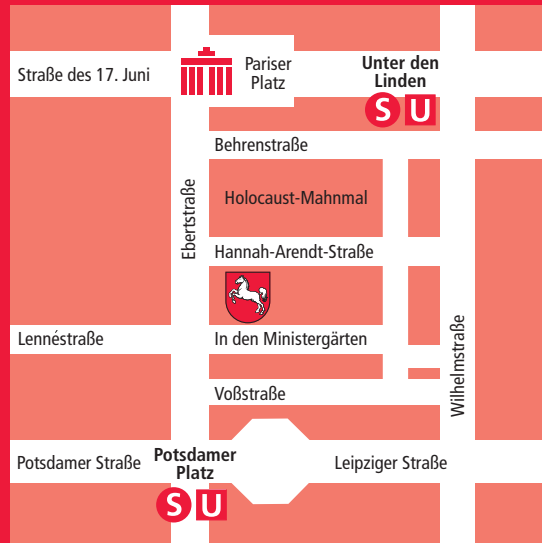 Straße des 17. Juni
Pariser
Platz
Unter den
Linden
S U
Behrenstraße
Holocaust-Mahnmal
Ebertstraße
Hannah-Arendt-Straße
Lennéstraße
In den Ministergärten
Wilhelmstraße
Voßstraße
Potsdamer Straße
Potsdamer
Platz
Leipziger Straße
S U